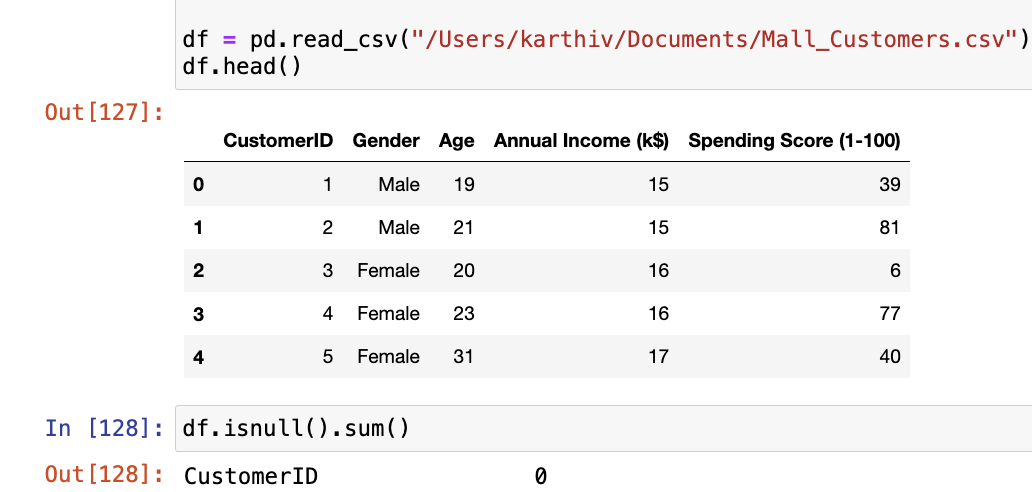 df = pd.read_csv("/Users/karthiv/Documents/Mall_Customers.csv")
df.head()
Out[127]:
CustomerID Gender Age Annual Income (k$) Spending Score (1-100)
0 1 Male 19 15 39
1 2 Male 21 15 81
2 3 Female 20 16 6
3 4 Female 23 16 77
4 5 Female 31 17 40
In [128]: df.isnull().sum()
Out[128]: CustomerID 0